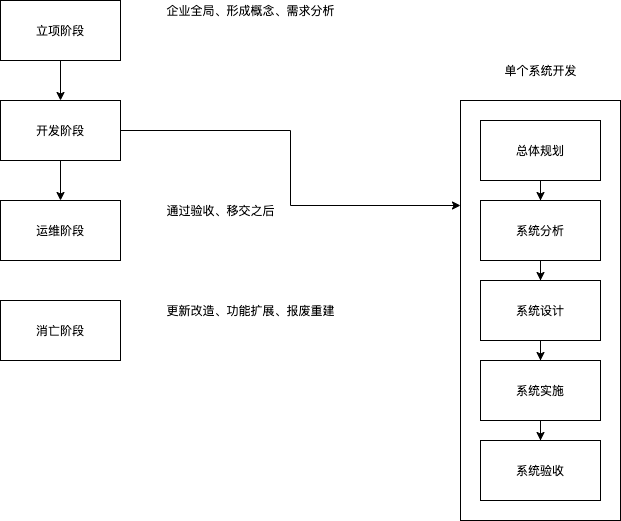 立项阶段
企业全局、形成概念、需求分析
开发阶段
运维阶段
通过验收、移交之后
消亡阶段
更新改造、功能扩展、报废重建
单个系统开发
总体规划
系统分析
系统设计
系统实施
系统验收